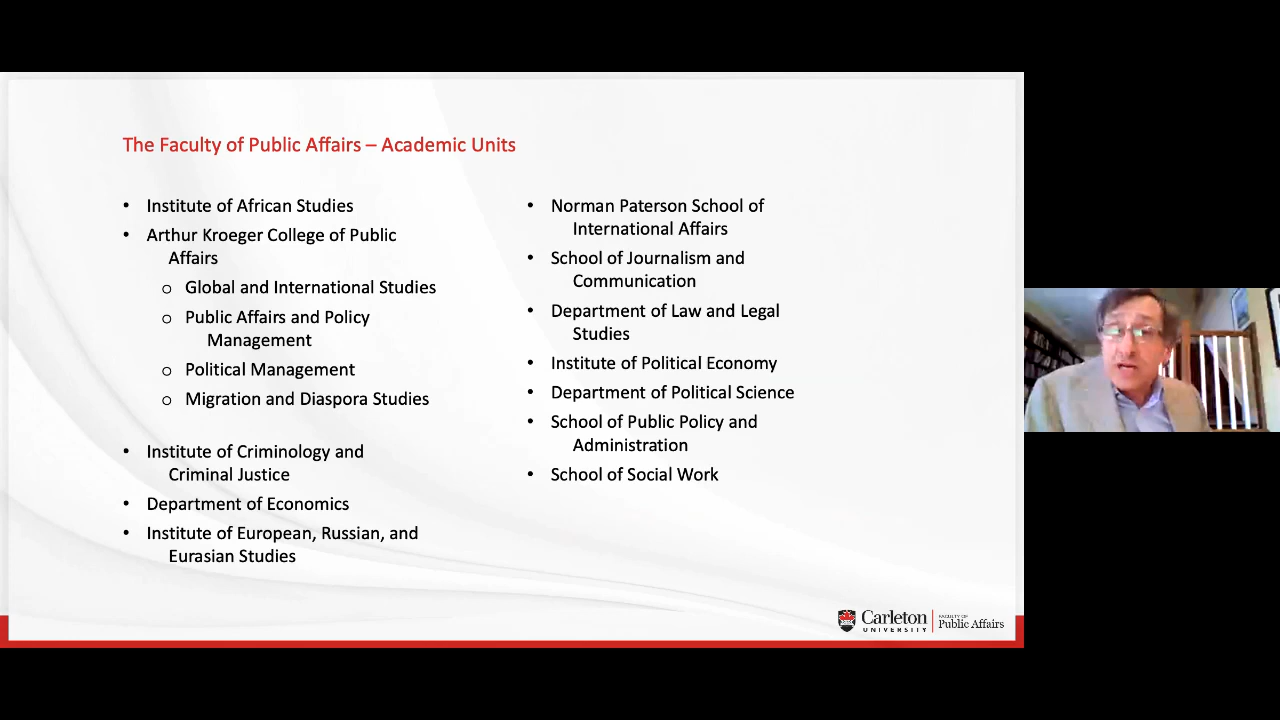 The Faculty of Public Affairs – Academic Units
• Institute of African Studies
• Arthur Kroeger College of Public
Affairs
o Global and International Studies
o Public Affairs and Policy
Management
o Political Management
o Migration and Diaspora Studies
• Institute of Criminology and
Criminal Justice
• Department of Economics
• Institute of European, Russian, and
Eurasian Studies
• Norman Paterson School of
International Affairs
• School of Journalism and
Communication
• Department of Law and Legal
Studies
• Institute of Political Economy
• Department of Political Science
• School of Public Policy and
Administration
• School of Social Work
Carleton
UNIVERSITY
FACULTY OF
Public Affairs